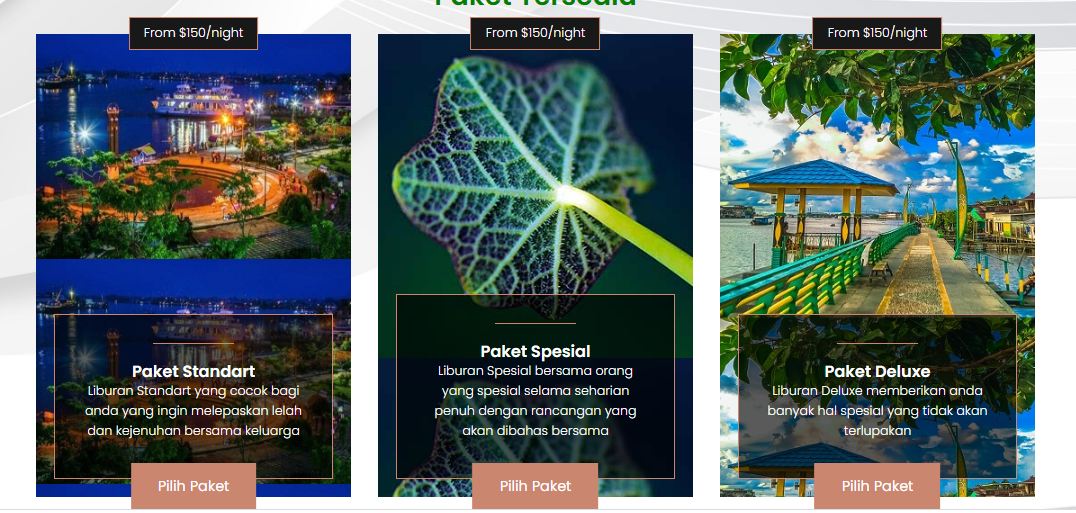 Paket Tersedia
From $150/night
From $150/night
From $150/night
Paket Standart
Liburan Standart yang cocok bagi
anda yang ingin melepaskan lelah
dan kejenuhan bersama keluarga
Pilih Paket
Paket Spesial
Liburan Spesial bersama orang
yang spesial selama seharian
penuh dengan rancangan yang
akan dibahas bersama
Pilih Paket
Paket Deluxe
Liburan Deluxe memberikan anda
banyak hal spesial yang tidak akan
terlupakan
Pilih Paket